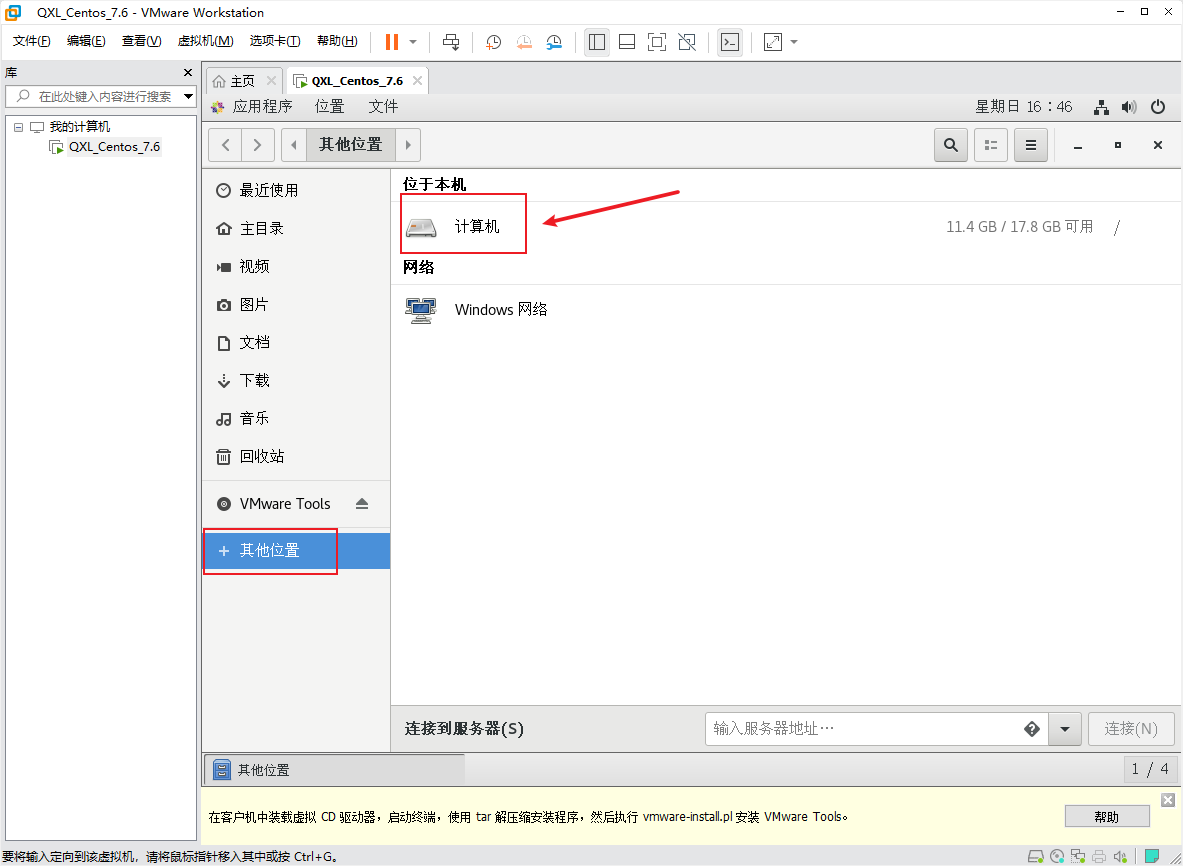 QXL_Centos_7.6 - VMware Workstation
文件(F) 编辑(E) 查看(V) 虚拟机(M) 选项卡(T) 帮助(H)
库
在此处键入内容进行搜索
我的计算机
QXL_Centos_7.6
主页 QXL_Centos_7.6
应用程序 位置 文件 星期日 16:46
其他位置
最近使用
主目录
视频
图片
文档
下载
音乐
回收站
VMware Tools
其他位置
位于本机
计算机 11.4 GB / 17.8 GB 可用 /
网络
Windows 网络
连接到服务器(S) 输入服务器地址… 连接(N)
其他位置 1 / 4
在客户机中装载虚拟 CD 驱动器，启动终端，使用 tar 解压缩安装程序，然后执行 vmware-install.pl 安装 VMware Tools。 帮助
要将输入定向到该虚拟机，请将鼠标指针移入其中或按 Ctrl+G。